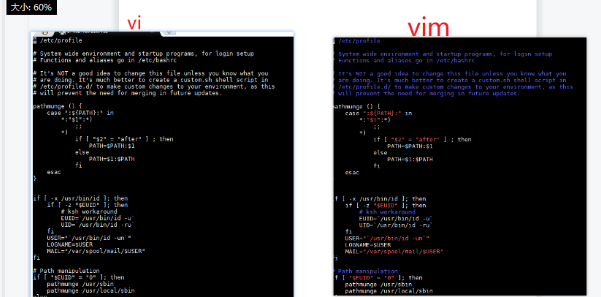 大小: 60%
vi
vim
/etc/profile
# System wide environment and startup programs, for login setup
# Functions and aliases go in /etc/bashrc
# It's NOT a good idea to change this file unless you know what you
# are doing. It's much better to create a custom.sh shell script in
# /etc/profile.d/ to make custom changes to your environment, as this
# will prevent the need for merging in future updates.
pathmunge () {
case ":${PATH}:" in
*:"$1":*)
;;
*)
if [ "$2" = "after" ] ; then
PATH=$PATH:$1
else
PATH=$1:$PATH
fi
esac
}
if [ -x /usr/bin/id ]; then
if [ -z "$EUID" ]; then
# ksh workaround
EUID=`/usr/bin/id -u`
UID=`/usr/bin/id -ru`
fi
USER="`/usr/bin/id -un`"
LOGNAME=$USER
MAIL="/var/spool/mail/$USER"
fi
# Path manipulation
if [ "$EUID" = "0" ]; then
pathmunge /usr/sbin
pathmunge /usr/local/sbin
/etc/profile
System wide environment and startup programs, for login setup
Functions and aliases go in /etc/bashrc
It's NOT a good idea to change this file unless you know what you
are doing. It's much better to create a custom.sh shell script in
/etc/profile.d/ to make custom changes to your environment, as this
will prevent the need for merging in future updates.
athmunge () {
case ":${PATH}:" in
*:"$1":*)
;;
*)
if [ "$2" = "after" ] ; then
PATH=$PATH:$1
else
PATH=$1:$PATH
fi
esac
f [ -x /usr/bin/id ]; then
if [ -z "$EUID" ]; then
# ksh workaround
EUID=`/usr/bin/id -u`
UID=`/usr/bin/id -ru`
fi
USER="`/usr/bin/id -un`"
LOGNAME=$USER
MAIL="/var/spool/mail/$USER"
i
Path manipulation
f [ "$EUID" = "0" ]; then
pathmunge /usr/sbin
pathmunge /usr/local/sbin